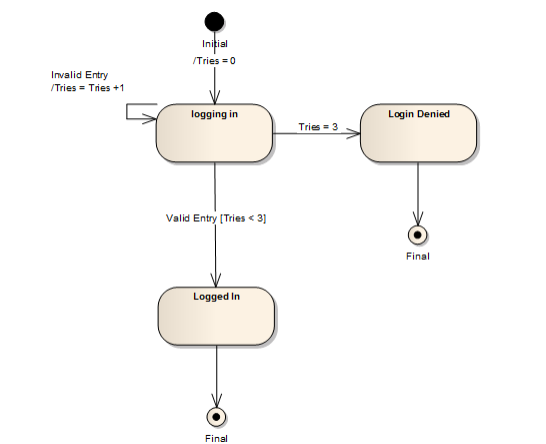 Initial
/Tries = 0
Invalid Entry
/Tries = Tries +1
logging in
Tries = 3
Login Denied
Valid Entry [Tries < 3]
Final
Logged In
Final